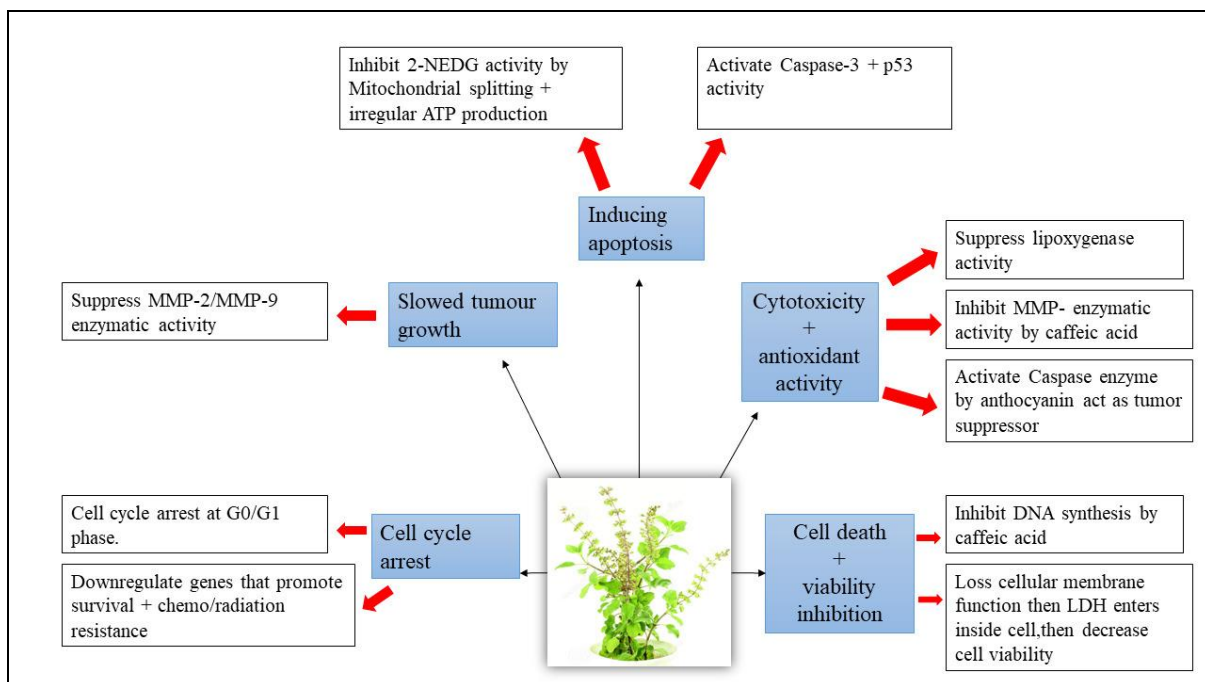 Inhibit 2-NEDG activity by
Mitochondrial splitting +
irregular ATP production
Activate Caspase-3 + p53
activity
Inducing
apoptosis
Suppress MMP-2/MMP-9
enzymatic activity
Slowed tumour
growth
Cytotoxicity
+
antioxidant
activity
Suppress lipoxygenase
activity
Inhibit MMP- enzymatic
activity by caffeic acid
Activate Caspase enzyme
by anthocyanin act as tumor
suppressor
Cell cycle arrest at G0/G1
phase.
Downregulate genes that promote
survival + chemo/radiation
resistance
Cell cycle
arrest
Cell death
+
viability
inhibition
Inhibit DNA synthesis by
caffeic acid
Loss cellular membrane
function then LDH enters
inside cell,then decrease
cell viability